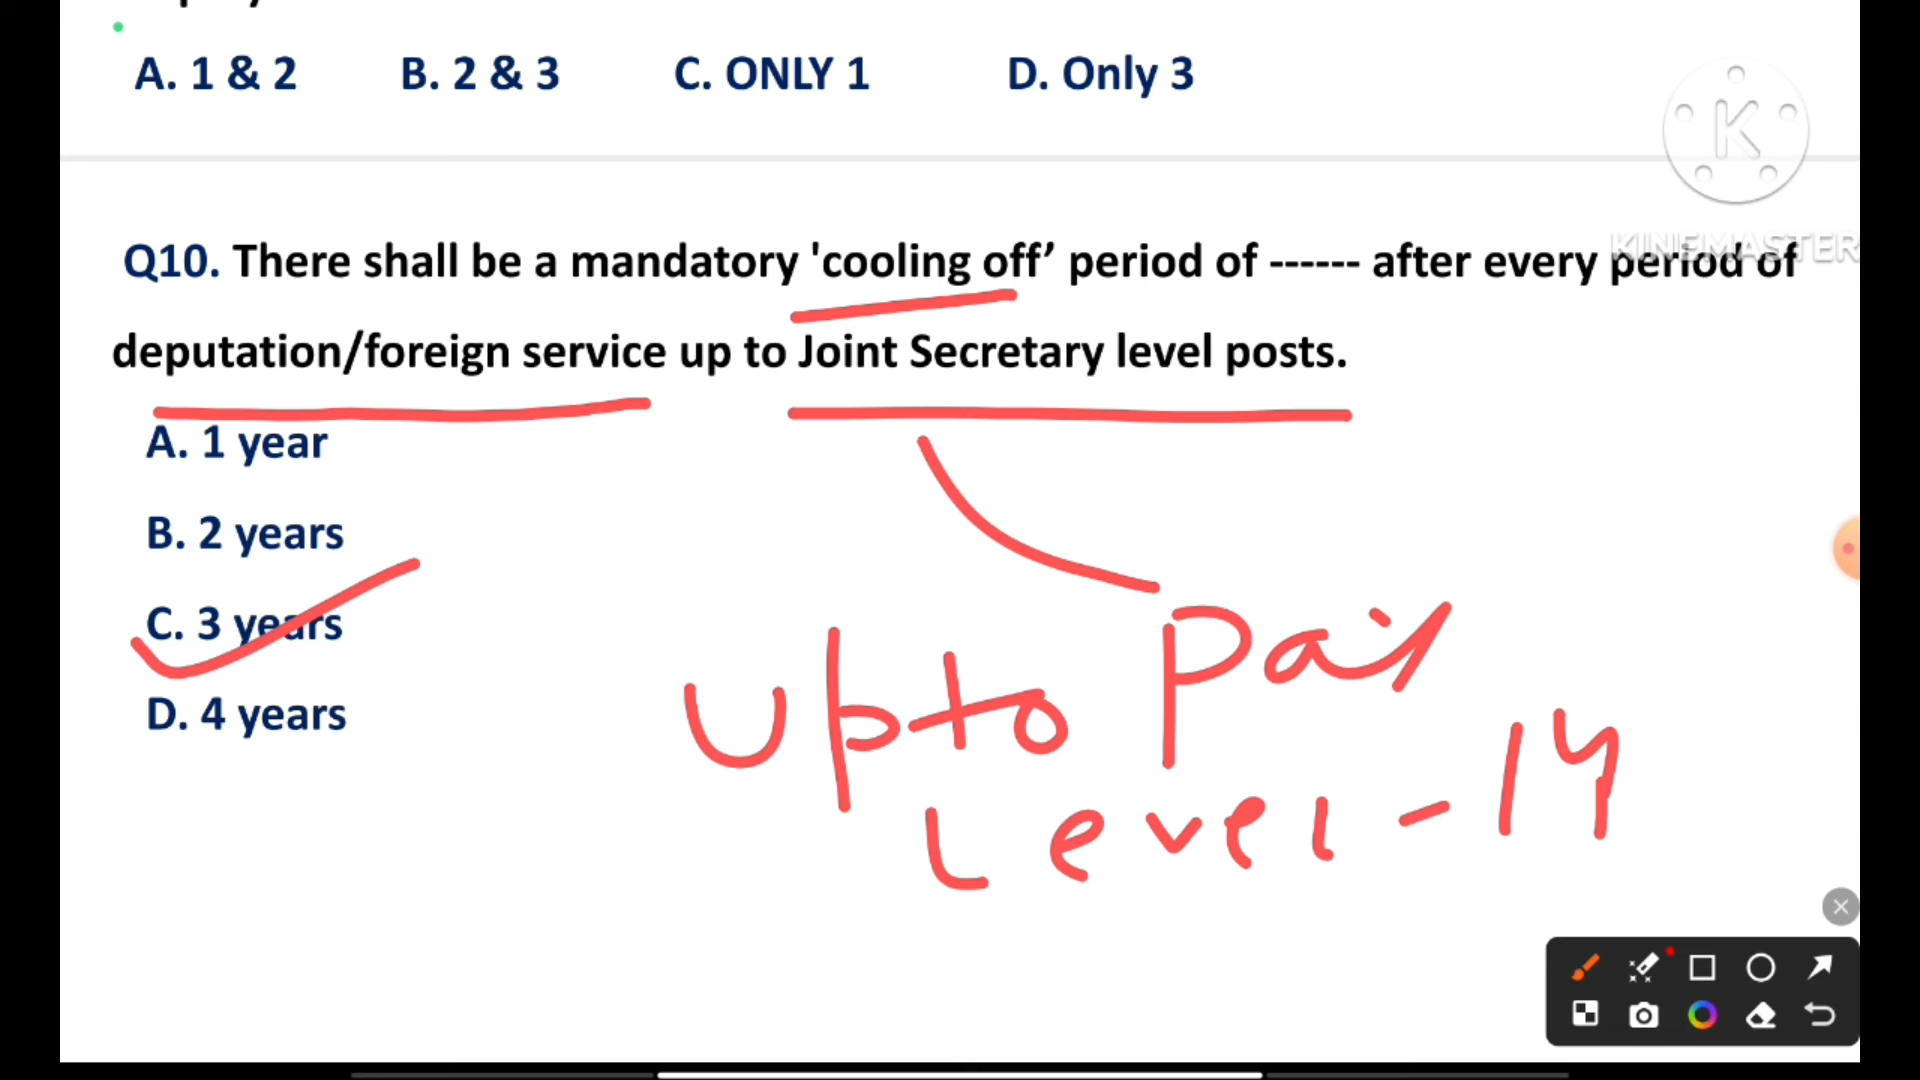 A. 1 & 2 B. 2 & 3 C. ONLY 1 D. Only 3
K
KINEMASTER
Q10. There shall be a mandatory 'cooling off’ period of ------ after every period of
deputation/foreign service up to Joint Secretary level posts.
A. 1 year
B. 2 years
C. 3 years
D. 4 years
Upto Pay
Level - 14